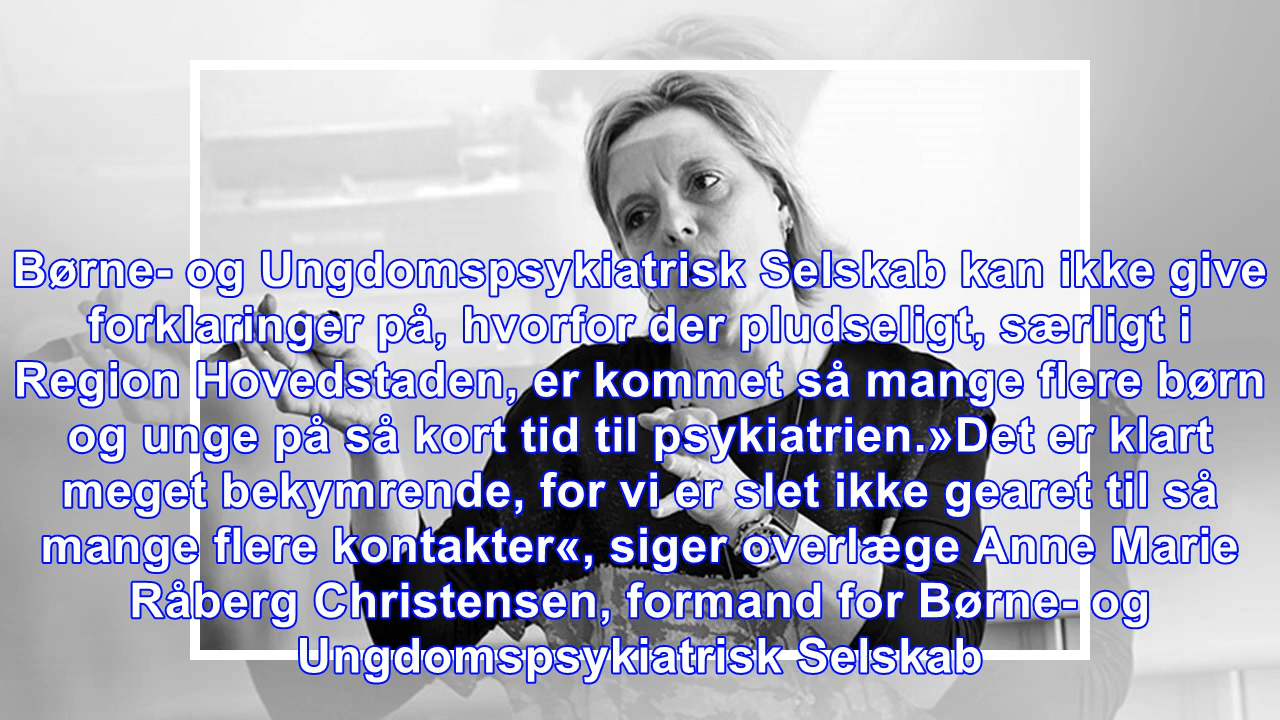 Børne- og Ungdomspsykiatrisk Selskab kan ikke give
forklaringer på, hvorfor der pludseligt, særligt i
Region Hovedstaden, er kommet så mange flere børn
og unge på så kort tid til psykiatrien.»Det er klart
meget bekymrende, for vi er slet ikke gearet til så
mange flere kontakter«, siger overlæge Anne Marie
Råberg Christensen, formand for Børne- og
Ungdomspsykiatrisk Selskab